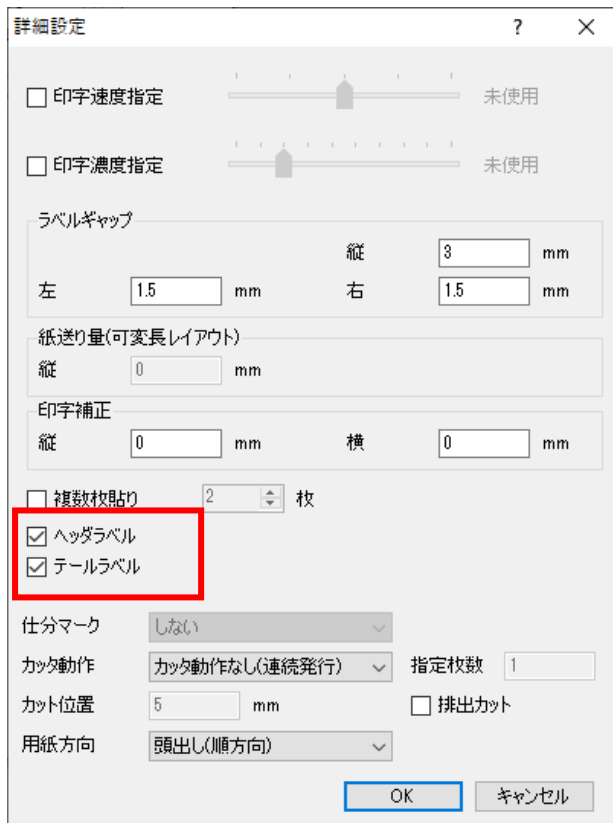 詳細設定 ?
印字速度指定 未使用
印字濃度指定 未使用
ラベルギャップ
縦 3 mm
左 1.5 mm 右 1.5 mm
紙送り量(可変長レイアウト)
縦 0 mm
印字補正
縦 0 mm 横 0 mm
複数枚貼り 2 枚
ヘッダラベル
テールラベル
仕分マーク しない
カッタ動作 カッタ動作なし(連続発行) 指定枚数 1
カット位置 5 mm 排出カット
用紙方向 頭出し(順方向)
OK キャンセル